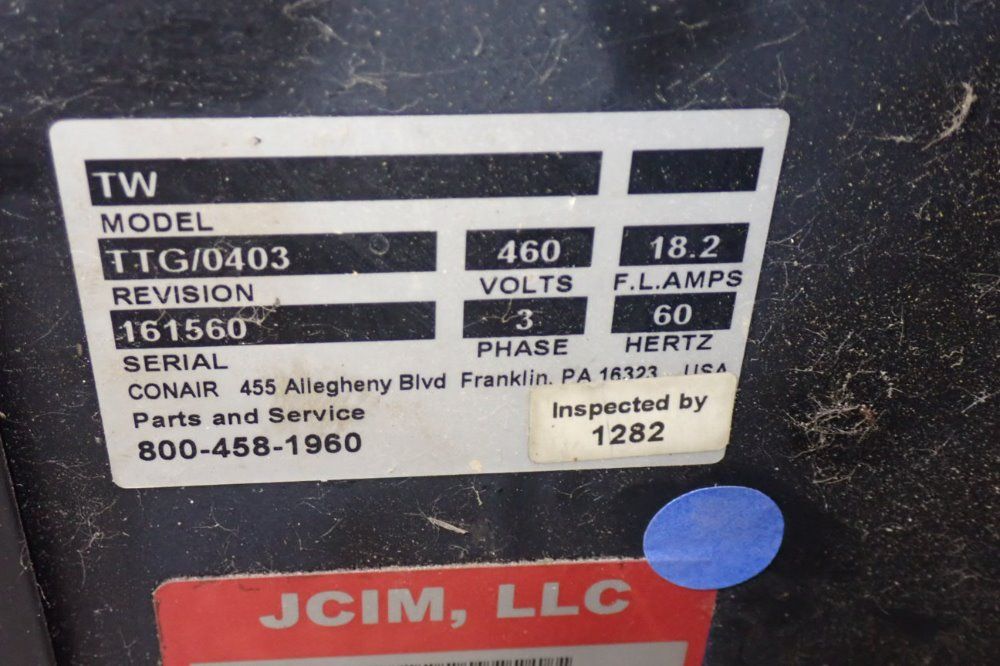 TW
MODEL
TTG/0403 460 18.2
REVISION VOLTS F.L.AMPS
161560 3 60
SERIAL PHASE HERTZ
CONAIR 455 Allegheny Blvd Franklin, PA 16323 USA
Parts and Service
800-458-1960
Inspected by
1282
JCIM, LLC